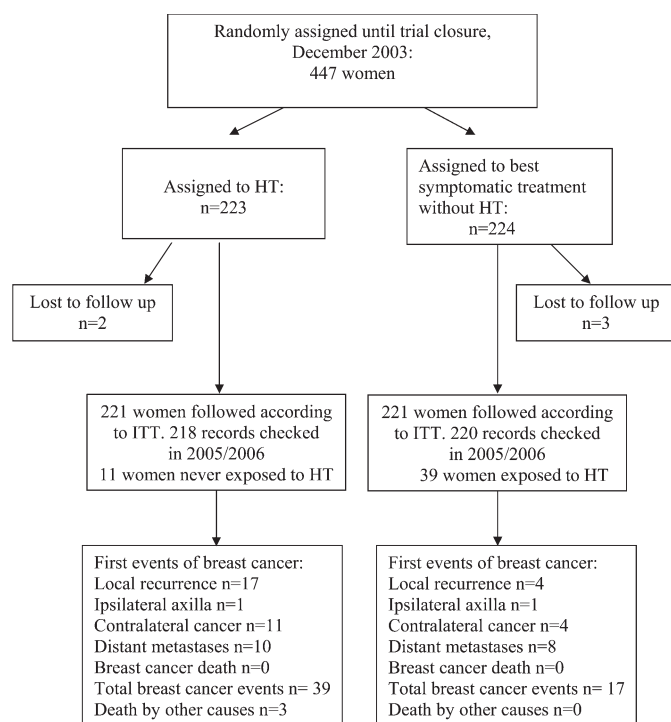 Randomly assigned until trial closure,
December 2003:
447 women
Assigned to HT:
n=223
Assigned to best
symptomatic treatment
without HT:
n=224
Lost to follow up
n=2
Lost to follow up
n=3
221 women followed according
to ITT. 218 records checked
in 2005/2006
11 women never exposed to HT
221 women followed according
to ITT. 220 records checked
in 2005/2006
39 women exposed to HT
First events of breast cancer:
Local recurrence n=17
Ipsilateral axilla n=1
Contralateral cancer n=11
Distant metastases n=10
Breast cancer death n=0
Total breast cancer events n= 39
Death by other causes n=3
First events of breast cancer:
Local recurrence n=4
Ipsilateral axilla n=1
Contralateral cancer n=4
Distant metastases n=8
Breast cancer death n=0
Total breast cancer events n= 17
Death by other causes n=0